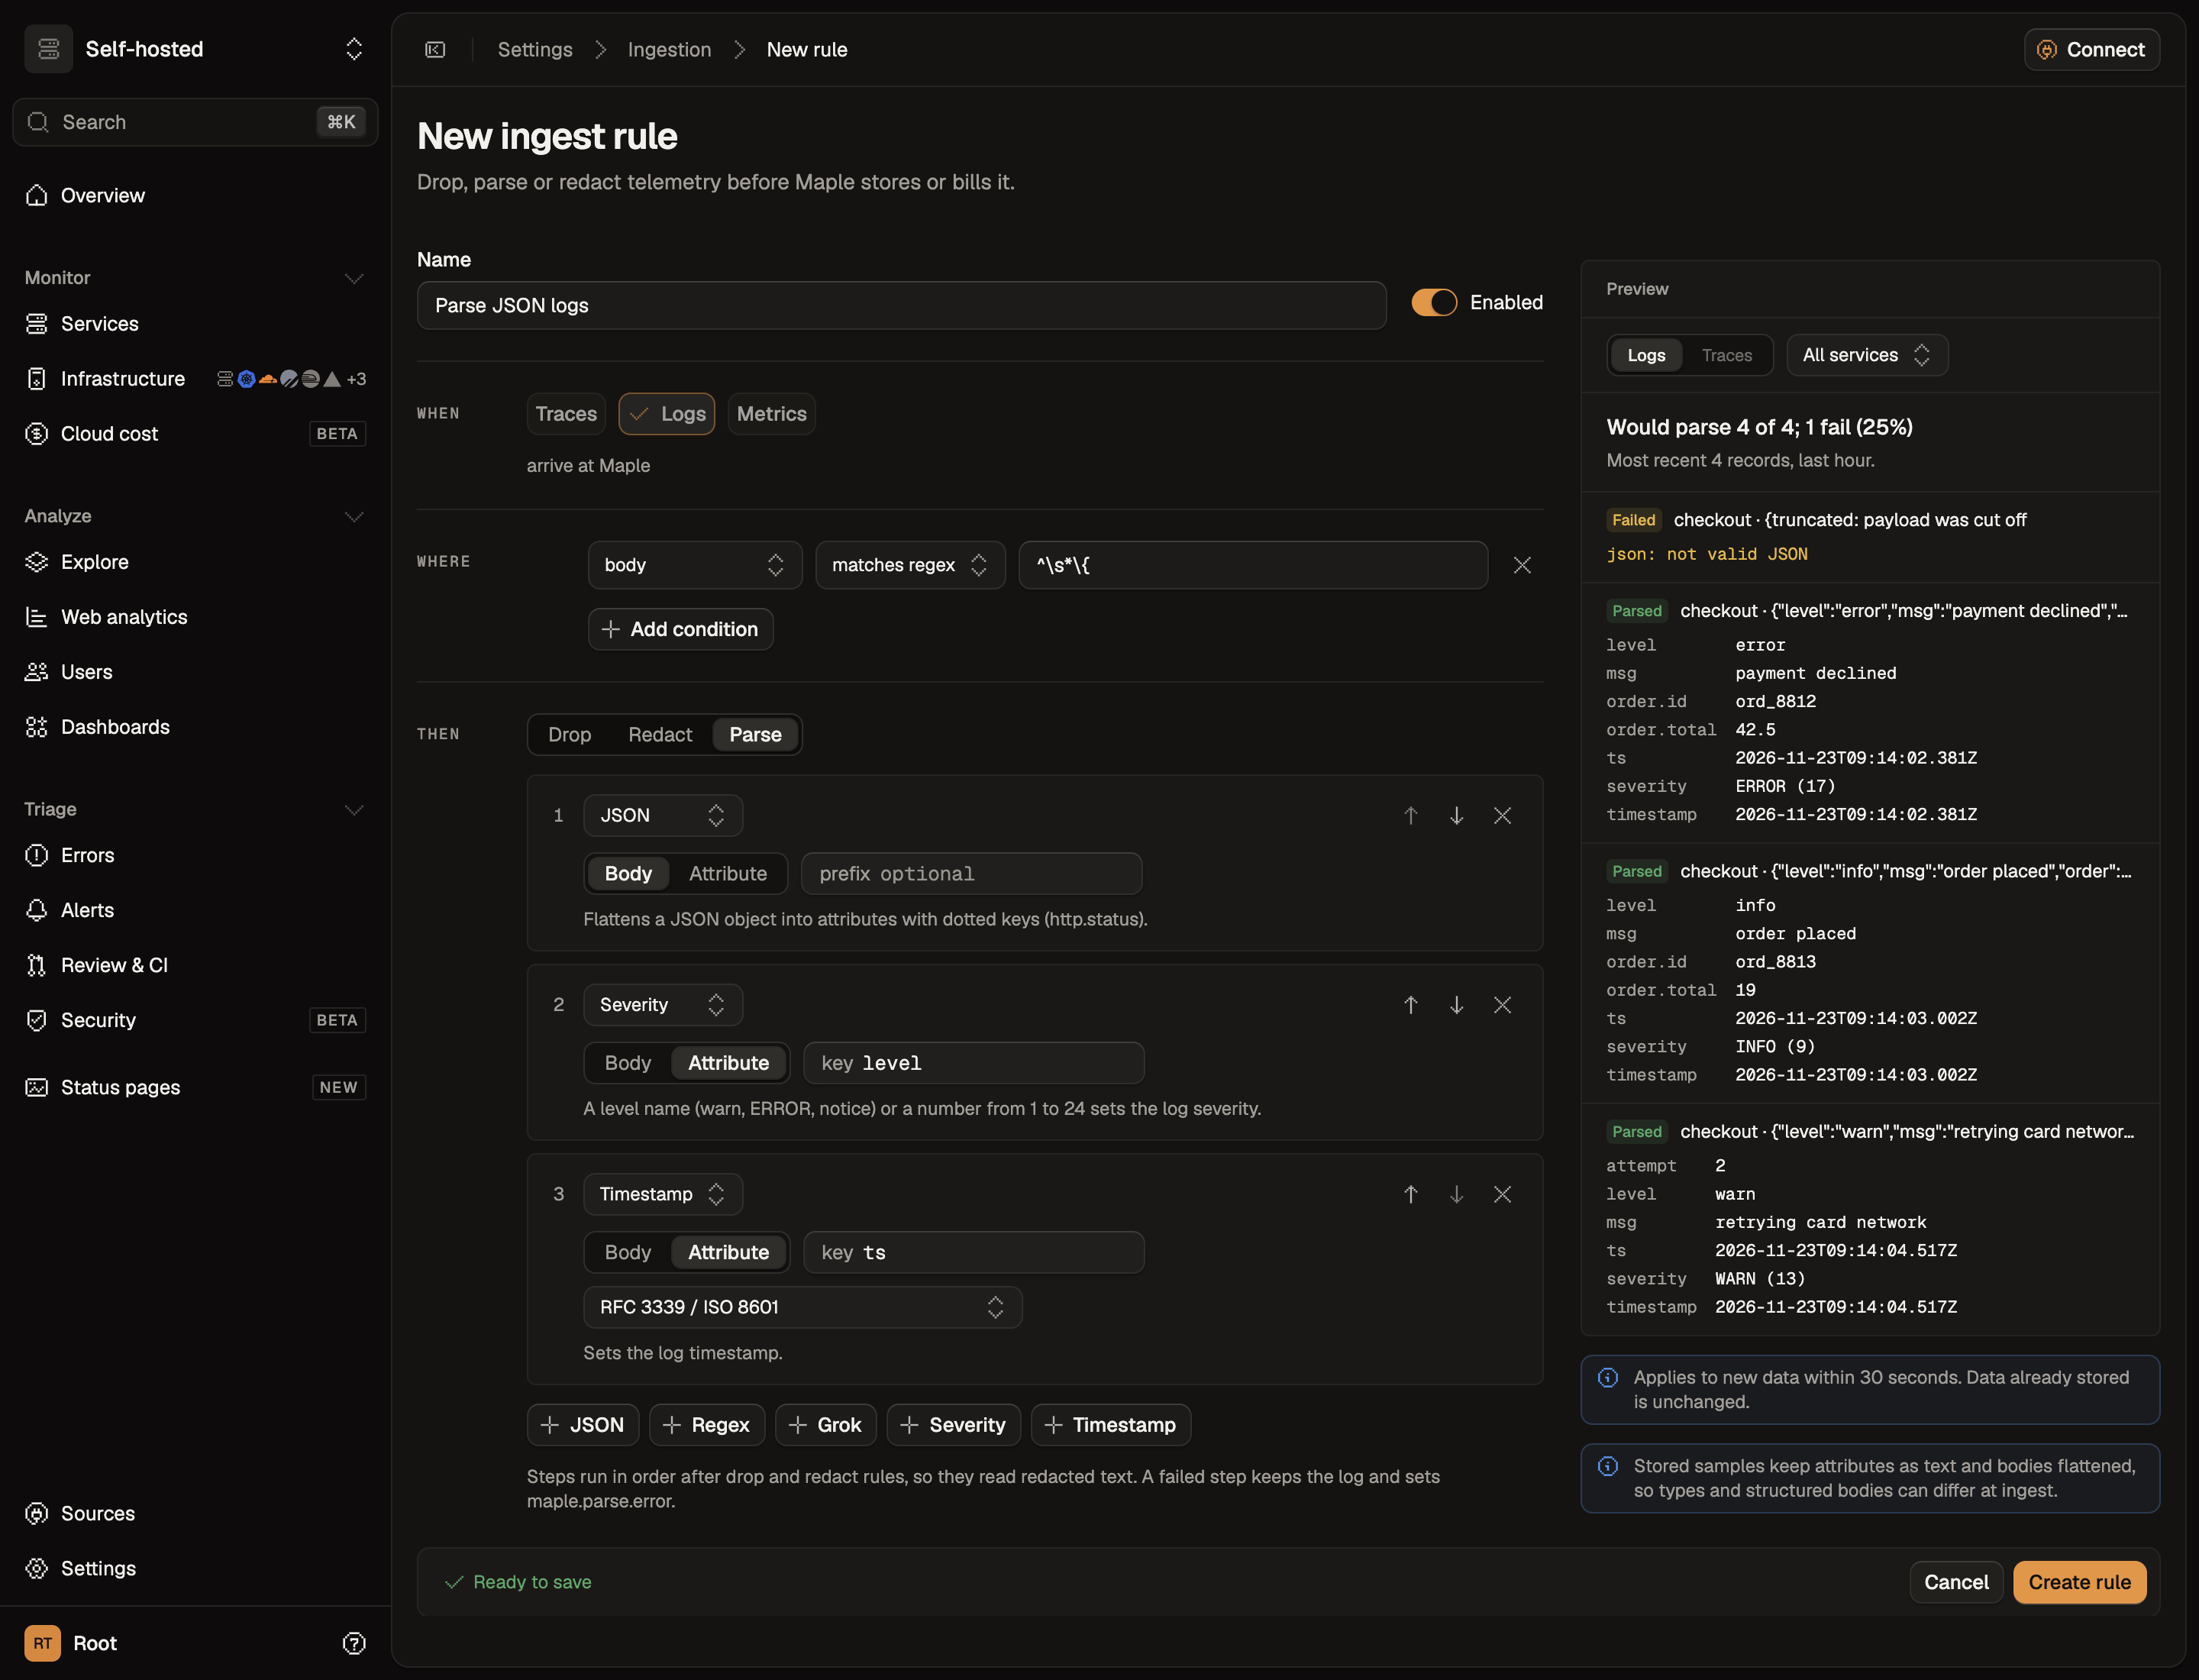 Self-hosted
Search ⌘K
Overview
Monitor
Services
Infrastructure +3
Cloud cost BETA
Analyze
Explore
Web analytics
Users
Dashboards
Triage
Errors
Alerts
Review & CI
Security BETA
Status pages NEW
Sources
Settings
RT Root
Settings Ingestion New rule
Connect
New ingest rule
Drop, parse or redact telemetry before Maple stores or bills it.
Name
Parse JSON logs
Enabled
WHEN Traces Logs Metrics
arrive at Maple
WHERE body matches regex ^\s*\{
Add condition
THEN Drop Redact Parse
1 JSON
Body Attribute prefix optional
Flattens a JSON object into attributes with dotted keys (http.status).
2 Severity
Body Attribute key level
A level name (warn, ERROR, notice) or a number from 1 to 24 sets the log severity.
3 Timestamp
Body Attribute key ts
RFC 3339 / ISO 8601
Sets the log timestamp.
JSON Regex Grok Severity Timestamp
Steps run in order after drop and redact rules, so they read redacted text. A failed step keeps the log and sets
maple.parse.error.
Preview
Logs Traces All services
Would parse 4 of 4; 1 fail (25%)
Most recent 4 records, last hour.
Failed checkout · {truncated: payload was cut off
json: not valid JSON
Parsed checkout · {"level":"error","msg":"payment declined","...
level error
msg payment declined
order.id ord_8812
order.total 42.5
ts 2026-11-23T09:14:02.381Z
severity ERROR (17)
timestamp 2026-11-23T09:14:02.381Z
Parsed checkout · {"level":"info","msg":"order placed","order":...
level info
msg order placed
order.id ord_8813
order.total 19
ts 2026-11-23T09:14:03.002Z
severity INFO (9)
timestamp 2026-11-23T09:14:03.002Z
Parsed checkout · {"level":"warn","msg":"retrying card networ...
attempt 2
level warn
msg retrying card network
ts 2026-11-23T09:14:04.517Z
severity WARN (13)
timestamp 2026-11-23T09:14:04.517Z
Applies to new data within 30 seconds. Data already stored
is unchanged.
Stored samples keep attributes as text and bodies flattened,
so types and structured bodies can differ at ingest.
Ready to save
Cancel Create rule